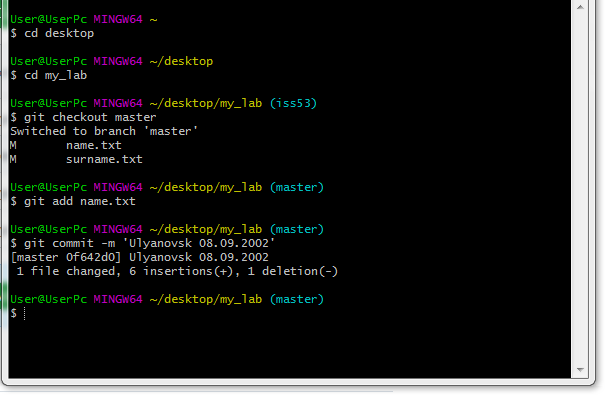 User@UserPc MINGW64 ~
$ cd desktop
User@UserPc MINGW64 ~/desktop
$ cd my_lab
User@UserPc MINGW64 ~/desktop/my_lab (iss53)
$ git checkout master
Switched to branch 'master'
M       name.txt
M       surname.txt
User@UserPc MINGW64 ~/desktop/my_lab (master)
$ git add name.txt
User@UserPc MINGW64 ~/desktop/my_lab (master)
$ git commit -m 'Ulyanovsk 08.09.2002'
[master 0f642d0] Ulyanovsk 08.09.2002
 1 file changed, 6 insertions(+), 1 deletion(-)
User@UserPc MINGW64 ~/desktop/my_lab (master)
$